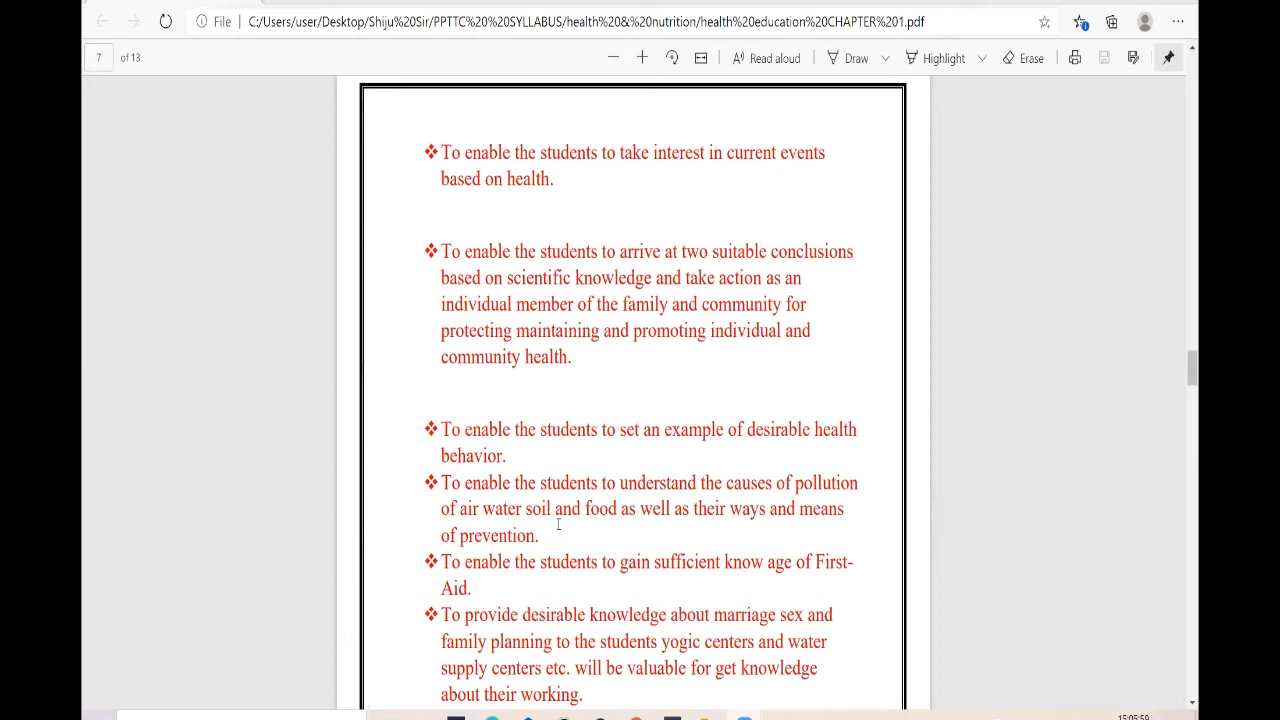 File C:/Users/user/Desktop/Shiju%20Sir/PPTTC%20%20SYLLABUS/health%20&%20nutrition/health%20education%20CHAPTER%201.pdf
7 of 13 Read aloud Draw Highlight Erase
❖ To enable the students to take interest in current events
based on health.
❖ To enable the students to arrive at two suitable conclusions
based on scientific knowledge and take action as an
individual member of the family and community for
protecting maintaining and promoting individual and
community health.
❖ To enable the students to set an example of desirable health
behavior.
❖ To enable the students to understand the causes of pollution
of air water soil and food as well as their ways and means
of prevention.
❖ To enable the students to gain sufficient know age of First-
Aid.
❖ To provide desirable knowledge about marriage sex and
family planning to the students yogic centers and water
supply centers etc. will be valuable for get knowledge
about their working.
15:05:59